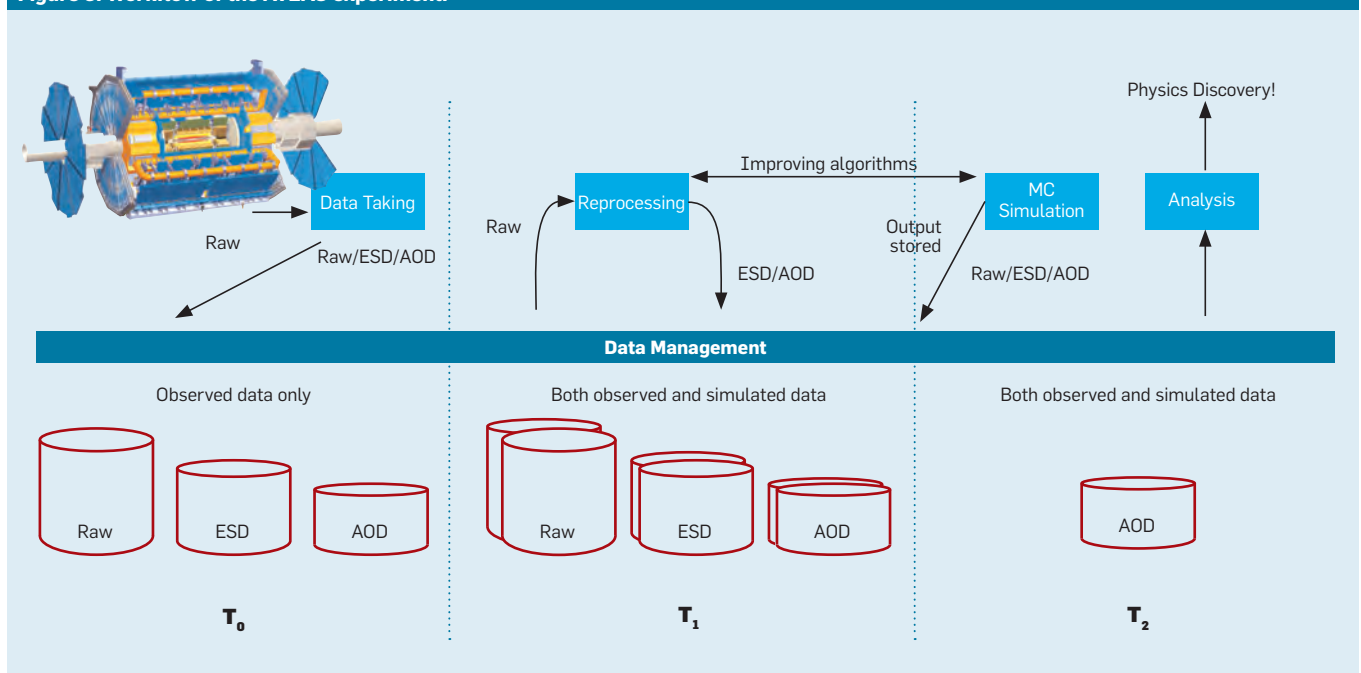 Physics Discovery!
Improving algorithms
Data Taking
Reprocessing
MC
Simulation
Analysis
Raw
Raw/ESD/AOD
Raw
ESD/AOD
Output
stored
Raw/ESD/AOD
Data Management
Observed data only
Both observed and simulated data
Both observed and simulated data
Raw
ESD
AOD
Raw
ESD
AOD
AOD
T0
T1
T2